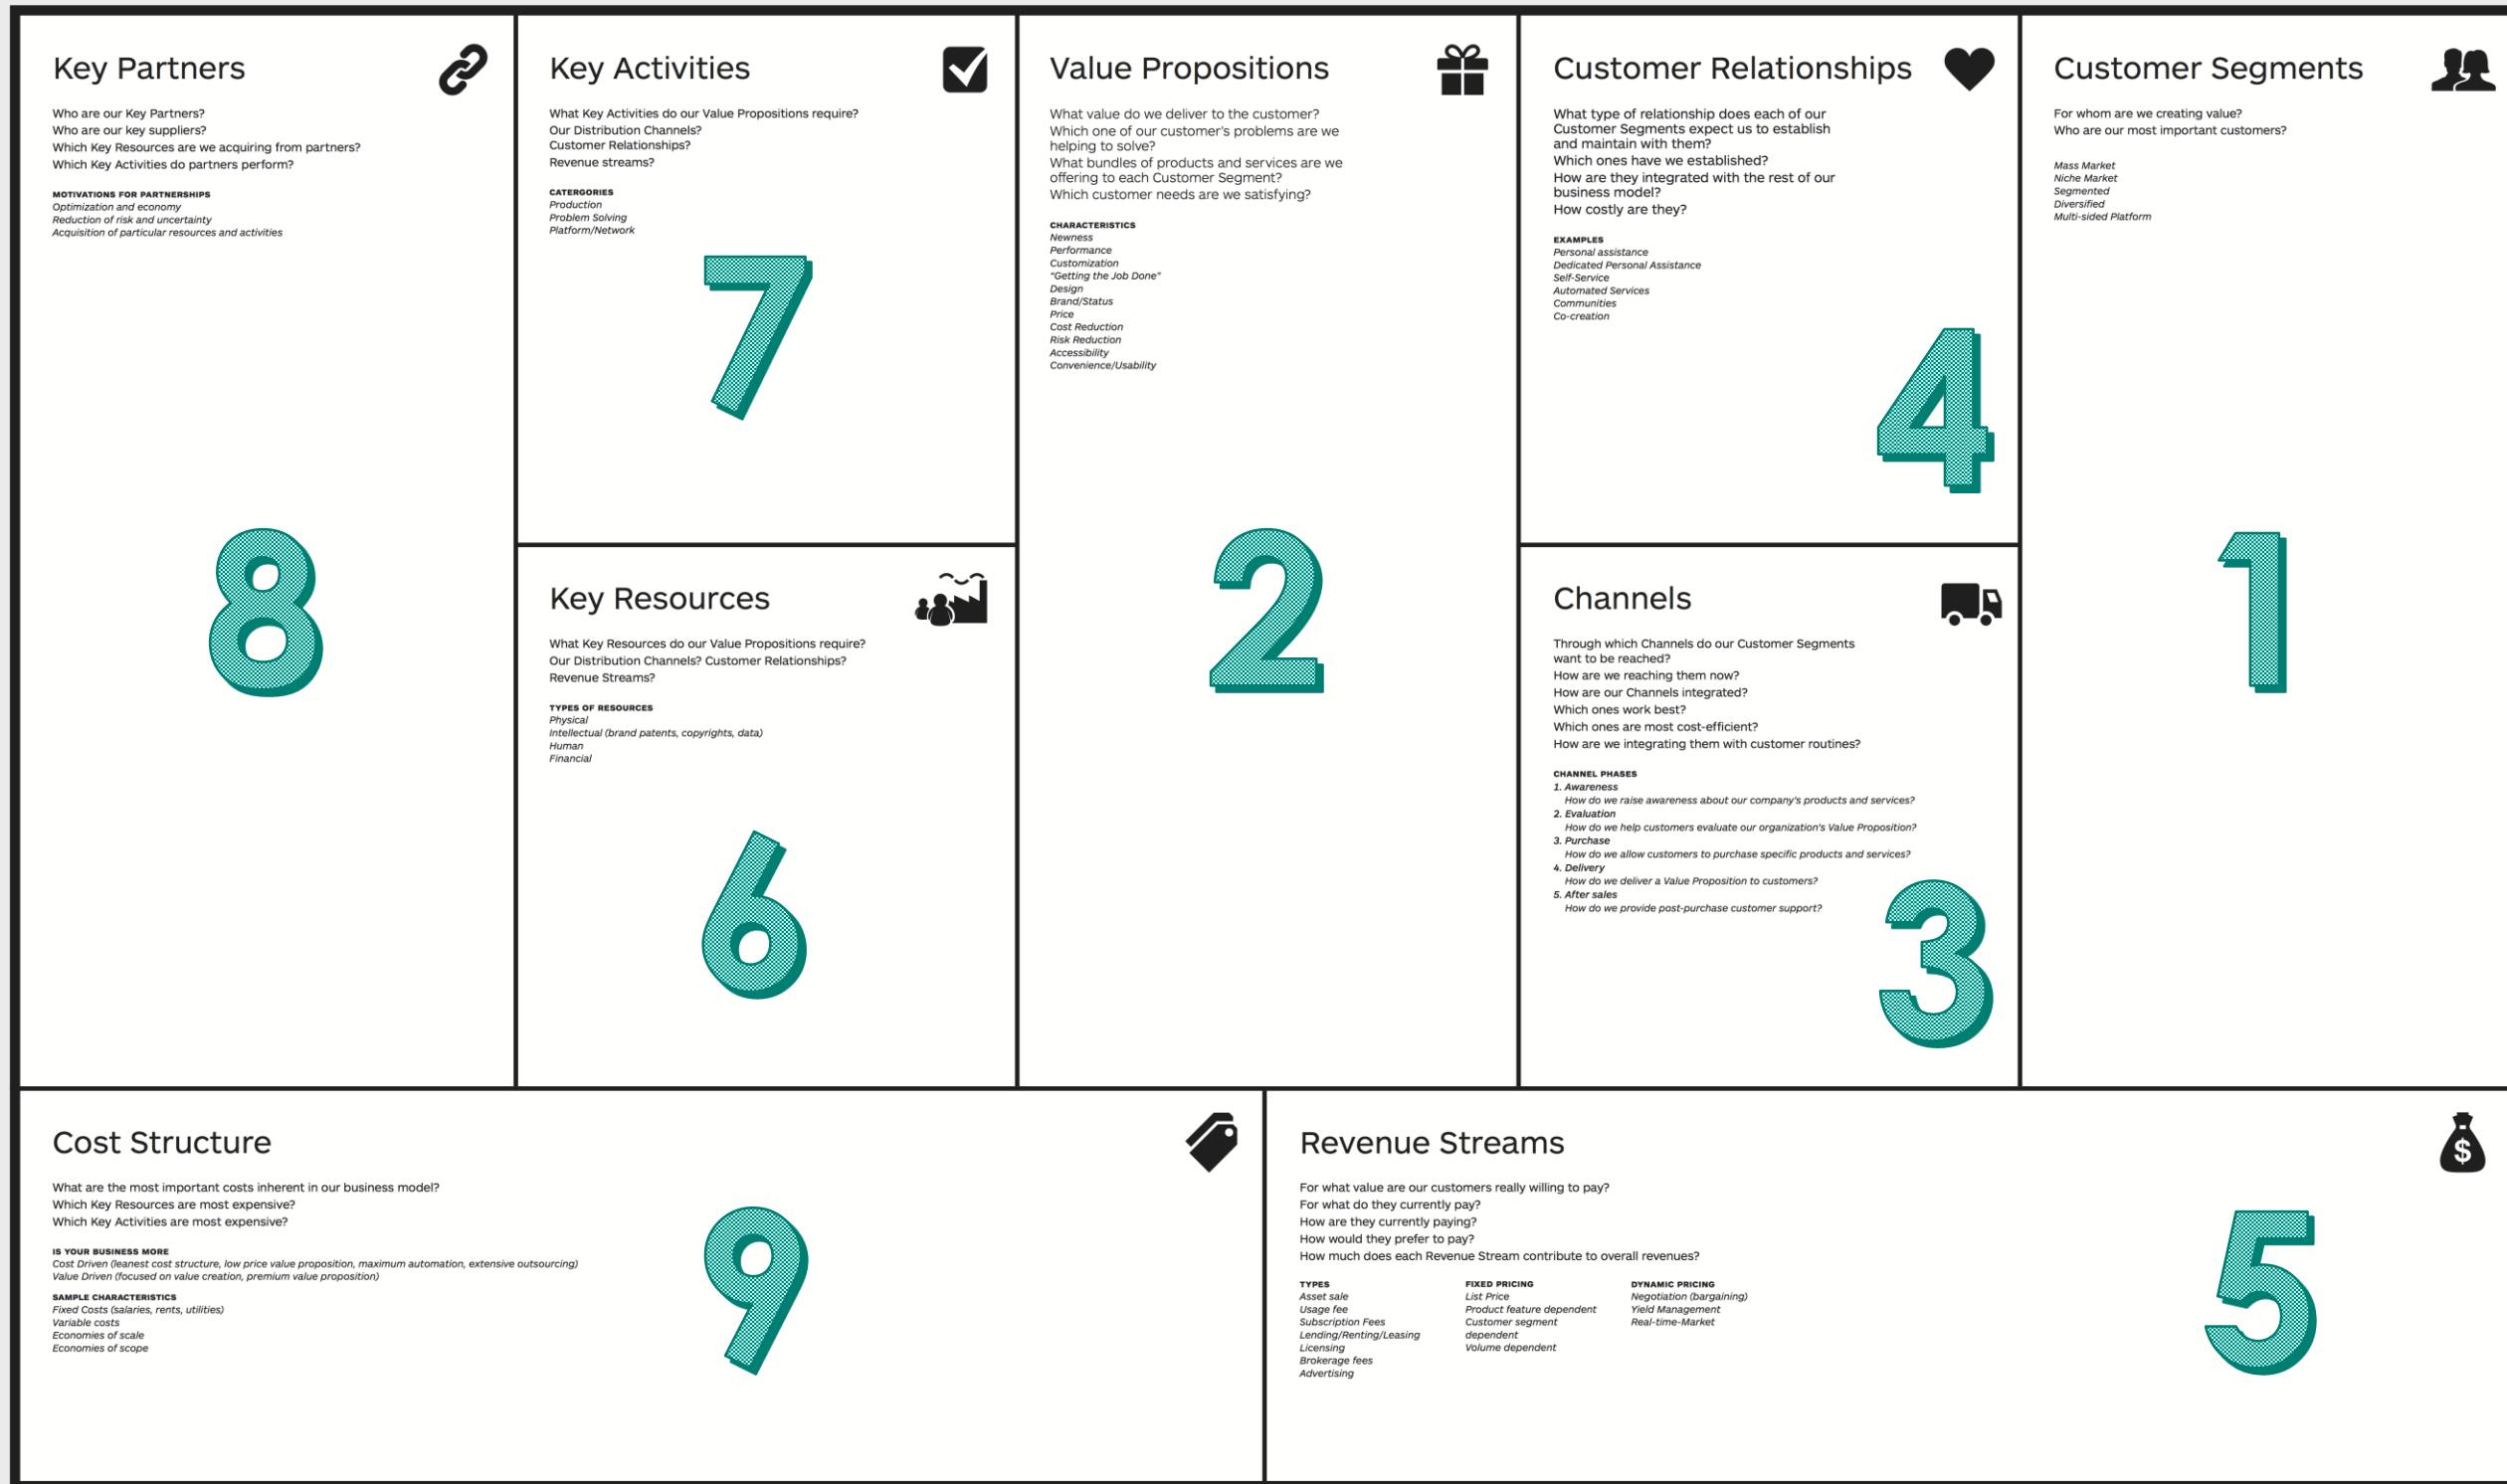 Key Partners
Who are our Key Partners?
Who are our key suppliers?
Which Key Resources are we acquiring from partners?
Which Key Activities do partners perform?
MOTIVATIONS FOR PARTNERSHIPS
Optimization and economy
Reduction of risk and uncertainty
Acquisition of particular resources and activities
8
Key Activities
What Key Activities do our Value Propositions require?
Our Distribution Channels?
Customer Relationships?
Revenue streams?
CATERGORIES
Production
Problem Solving
Platform/Network
7
Key Resources
What Key Resources do our Value Propositions require?
Our Distribution Channels? Customer Relationships?
Revenue Streams?
TYPES OF RESOURCES
Physical
Intellectual (brand patents, copyrights, data)
Human
Financial
6
Value Propositions
What value do we deliver to the customer?
Which one of our customer's problems are we
helping to solve?
What bundles of products and services are we
offering to each Customer Segment?
Which customer needs are we satisfying?
CHARACTERISTICS
Newness
Performance
Customization
"Getting the Job Done"
Design
Brand/Status
Price
Cost Reduction
Risk Reduction
Accessibility
Convenience/Usability
2
Customer Relationships
What type of relationship does each of our
Customer Segments expect us to establish
and maintain with them?
Which ones have we established?
How are they integrated with the rest of our
business model?
How costly are they?
EXAMPLES
Personal assistance
Dedicated Personal Assistance
Self-Service
Automated Services
Communities
Co-creation
4
Channels
Through which Channels do our Customer Segments
want to be reached?
How are we reaching them now?
How are our Channels integrated?
Which ones work best?
Which ones are most cost-efficient?
How are we integrating them with customer routines?
CHANNEL PHASES
1. Awareness
How do we raise awareness about our company's products and services?
2. Evaluation
How do we help customers evaluate our organization's Value Proposition?
3. Purchase
How do we allow customers to purchase specific products and services?
4. Delivery
How do we deliver a Value Proposition to customers?
5. After sales
How do we provide post-purchase customer support?
3
Customer Segments
For whom are we creating value?
Who are our most important customers?
Mass Market
Niche Market
Segmented
Diversified
Multi-sided Platform
1
Cost Structure
What are the most important costs inherent in our business model?
Which Key Resources are most expensive?
Which Key Activities are most expensive?
IS YOUR BUSINESS MORE
Cost Driven (leanest cost structure, low price value proposition, maximum automation, extensive outsourcing)
Value Driven (focused on value creation, premium value proposition)
SAMPLE CHARACTERISTICS
Fixed Costs (salaries, rents, utilities)
Variable costs
Economies of scale
Economies of scope
9
Revenue Streams
$
For what value are our customers really willing to pay?
For what do they currently pay?
How are they currently paying?
How would they prefer to pay?
How much does each Revenue Stream contribute to overall revenues?
TYPES
Asset sale
Usage fee
Subscription Fees
Lending/Renting/Leasing
Licensing
Brokerage fees
Advertising
FIXED PRICING
List Price
Product feature dependent
Customer segment
dependent
Volume dependent
DYNAMIC PRICING
Negotiation (bargaining)
Yield Management
Real-time-Market
5